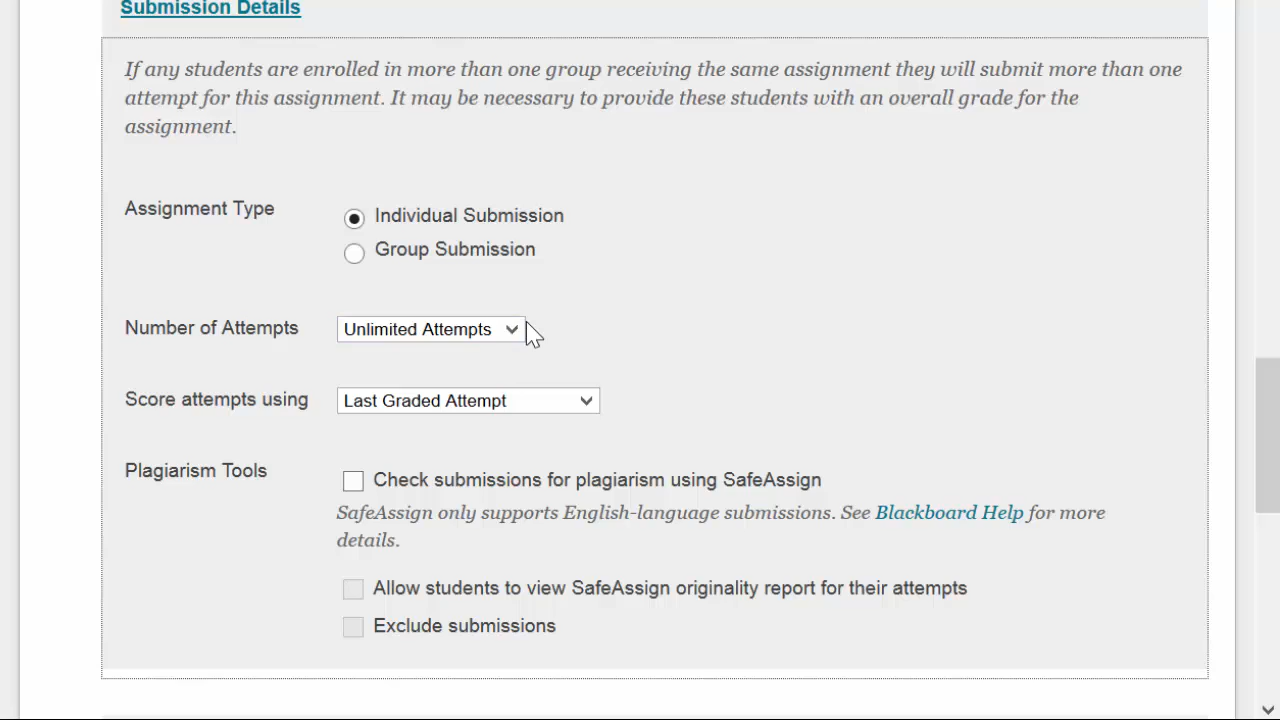 Submission Details
If any students are enrolled in more than one group receiving the same assignment they will submit more than one
attempt for this assignment. It may be necessary to provide these students with an overall grade for the
assignment.
Assignment Type
Individual Submission
Group Submission
Number of Attempts
Unlimited Attempts
Score attempts using
Last Graded Attempt
Plagiarism Tools
Check submissions for plagiarism using SafeAssign
SafeAssign only supports English-language submissions. See Blackboard Help for more
details.
Allow students to view SafeAssign originality report for their attempts
Exclude submissions